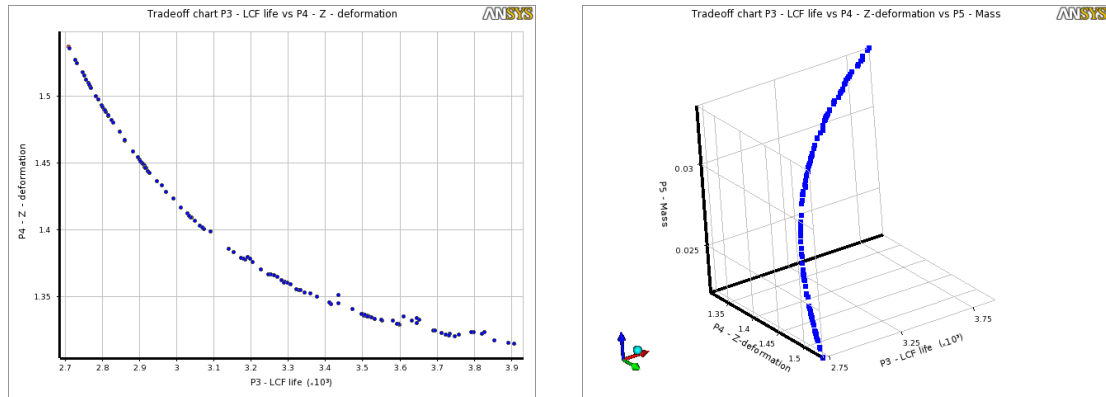 Tradeoff chart P3 - LCF life vs P4 - Z - deformation
ANSYS
1.5
1.45
1.4
1.35
P4 - Z - deformation
2.7 2.8 2.9 3 3.1 3.2 3.3 3.4 3.5 3.6 3.7 3.8 3.9
P3 - LCF life (ₓ10³)
Tradeoff chart P3 - LCF life vs P4 - Z-deformation vs P5 - Mass
ANSYS
P5 - Mass
0.03
0.025
1.35
1.4
1.45
1.5
P4 - Z-deformation
2.75
3.25
3.75
P3 - LCF life (ₓ10³)